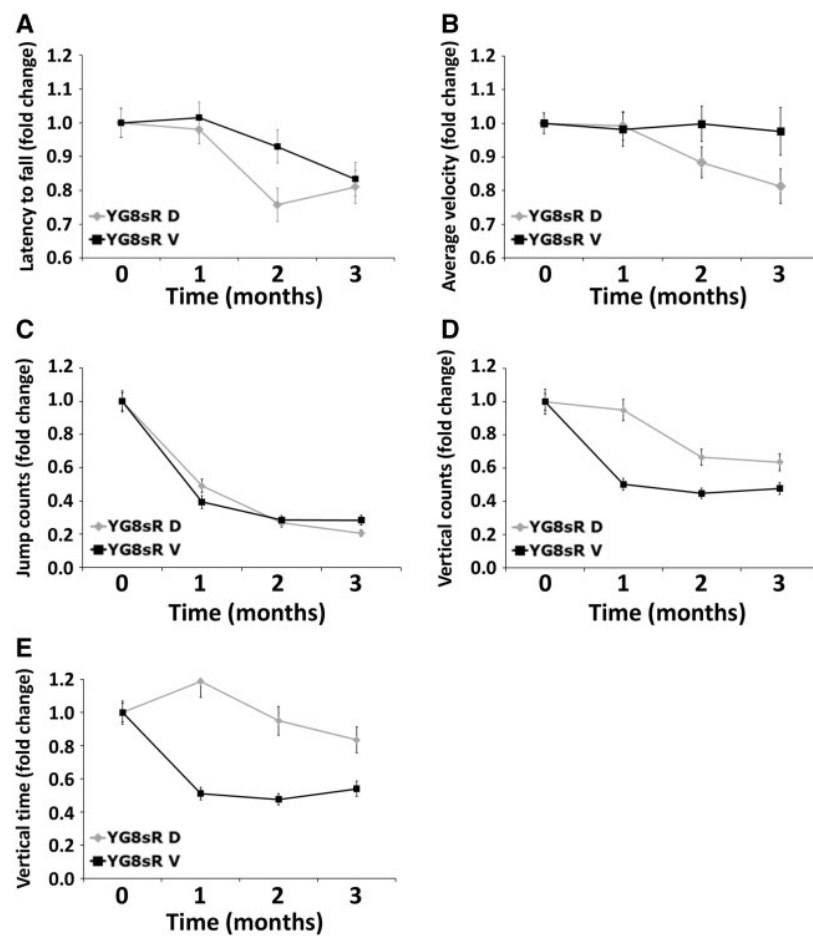 A
Latency to fall (fold change)
1.2
1.1
1.0
0.9
0.8
0.7
0.6
YG8sR D
YG8sR V
0 1 2 3
Time (months)
B
Average velocity (fold change)
1.2
1.1
1.0
0.9
0.8
0.7
0.6
YG8sR D
YG8sR V
0 1 2 3
Time (months)
C
Jump counts (fold change)
1.2
1.0
0.8
0.6
0.4
0.2
0.0
YG8sR D
YG8sR V
0 1 2 3
Time (months)
D
Vertical counts (fold change)
1.2
1.0
0.8
0.6
0.4
0.2
0.0
YG8sR D
YG8sR V
0 1 2 3
Time (months)
E
Vertical time (fold change)
1.2
1.0
0.8
0.6
0.4
0.2
0.0
YG8sR D
YG8sR V
0 1 2 3
Time (months)